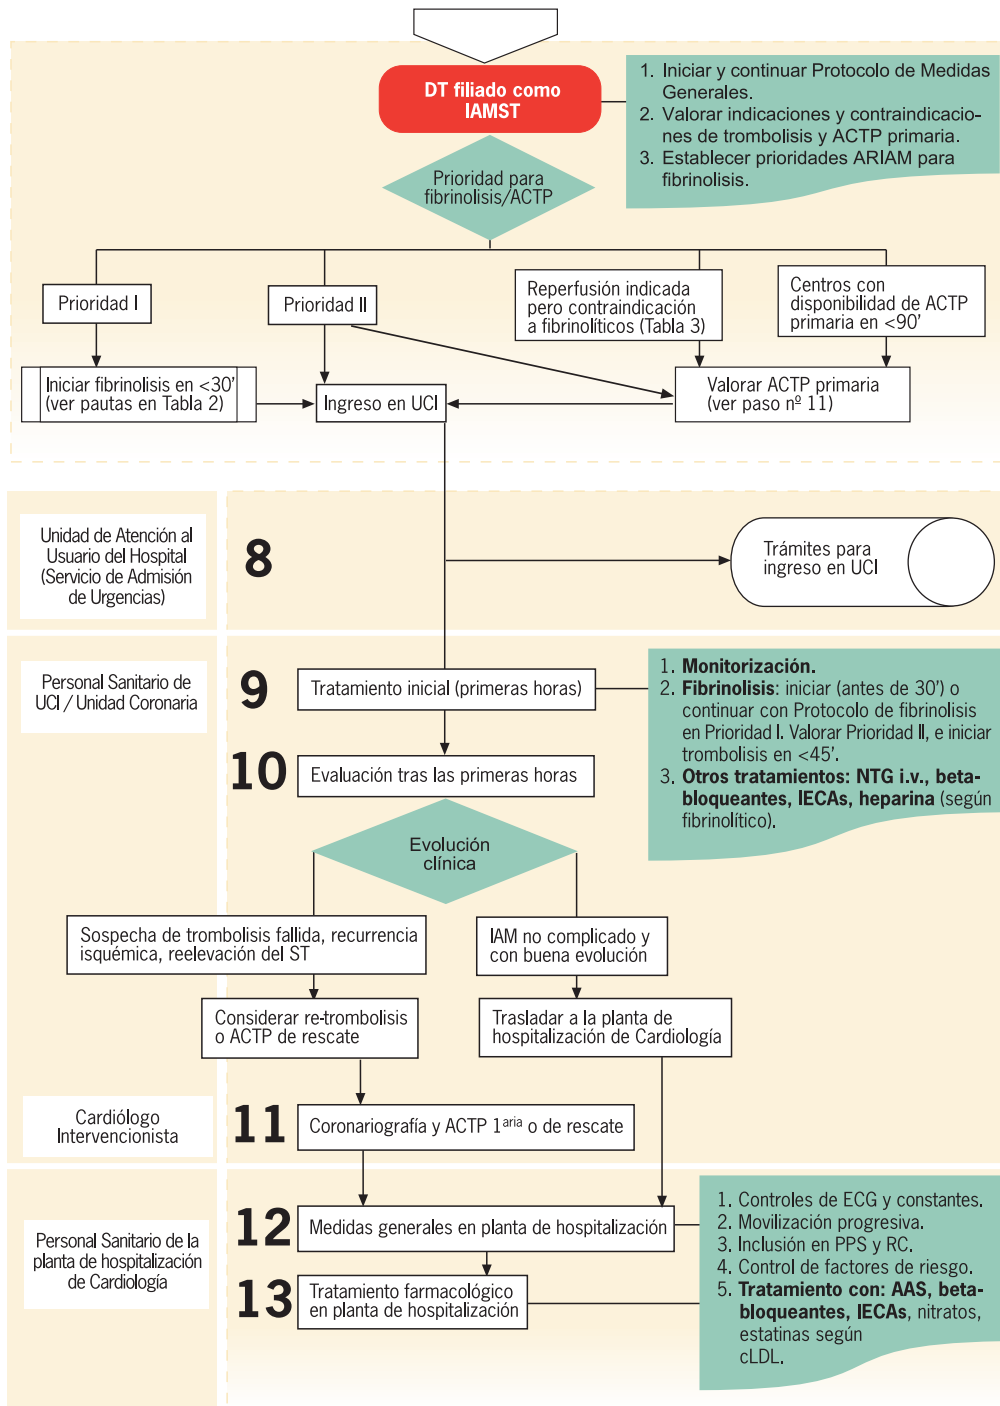 DT filiado como
IAMST
1. Iniciar y continuar Protocolo de Medidas
Generales.
2. Valorar indicaciones y contraindicacio-
nes de trombolisis y ACTP primaria.
3. Establecer prioridades ARIAM para
fibrinolisis.
Prioridad para
fibrinolisis/ACTP
Prioridad I
Prioridad II
Reperfusión indicada
pero contraindicación
a fibrinolíticos (Tabla 3)
Centros con
disponibilidad de ACTP
primaria en <90'
Iniciar fibrinolisis en <30'
(ver pautas en Tabla 2)
Ingreso en UCI
Valorar ACTP primaria
(ver paso nº 11)
Unidad de Atención al
Usuario del Hospital
(Servicio de Admisión
de Urgencias)
8
Trámites para
ingreso en UCI
Personal Sanitario de
UCI / Unidad Coronaria
9
Tratamiento inicial (primeras horas)
1. Monitorización.
2. Fibrinolisis: iniciar (antes de 30') o
continuar con Protocolo de fibrinolisis
en Prioridad I. Valorar Prioridad II, e iniciar
trombolisis en <45'.
3. Otros tratamientos: NTG i.v., beta-
bloqueantes, IECAs, heparina (según
fibrinolítico).
10
Evaluación tras las primeras horas
Evolución
clínica
Sospecha de trombolisis fallida, recurrencia
isquémica, reelevación del ST
IAM no complicado y
con buena evolución
Considerar re-trombolisis
o ACTP de rescate
Trasladar a la planta de
hospitalización de Cardiología
Cardiólogo
Intervencionista
11
Coronariografía y ACTP 1aria o de rescate
Personal Sanitario de la
planta de hospitalización
de Cardiología
12
Medidas generales en planta de hospitalización
13
Tratamiento farmacológico
en planta de hospitalización
1. Controles de ECG y constantes.
2. Movilización progresiva.
3. Inclusión en PPS y RC.
4. Control de factores de riesgo.
5. Tratamiento con: AAS, beta-
bloqueantes, IECAs, nitratos,
estatinas según
cLDL.